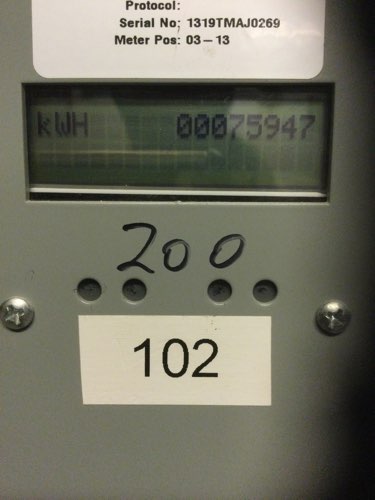 Protocol:
Serial No: 1319TMAJ0269
Meter Pos: 03-13
kWH 00075947
200
102